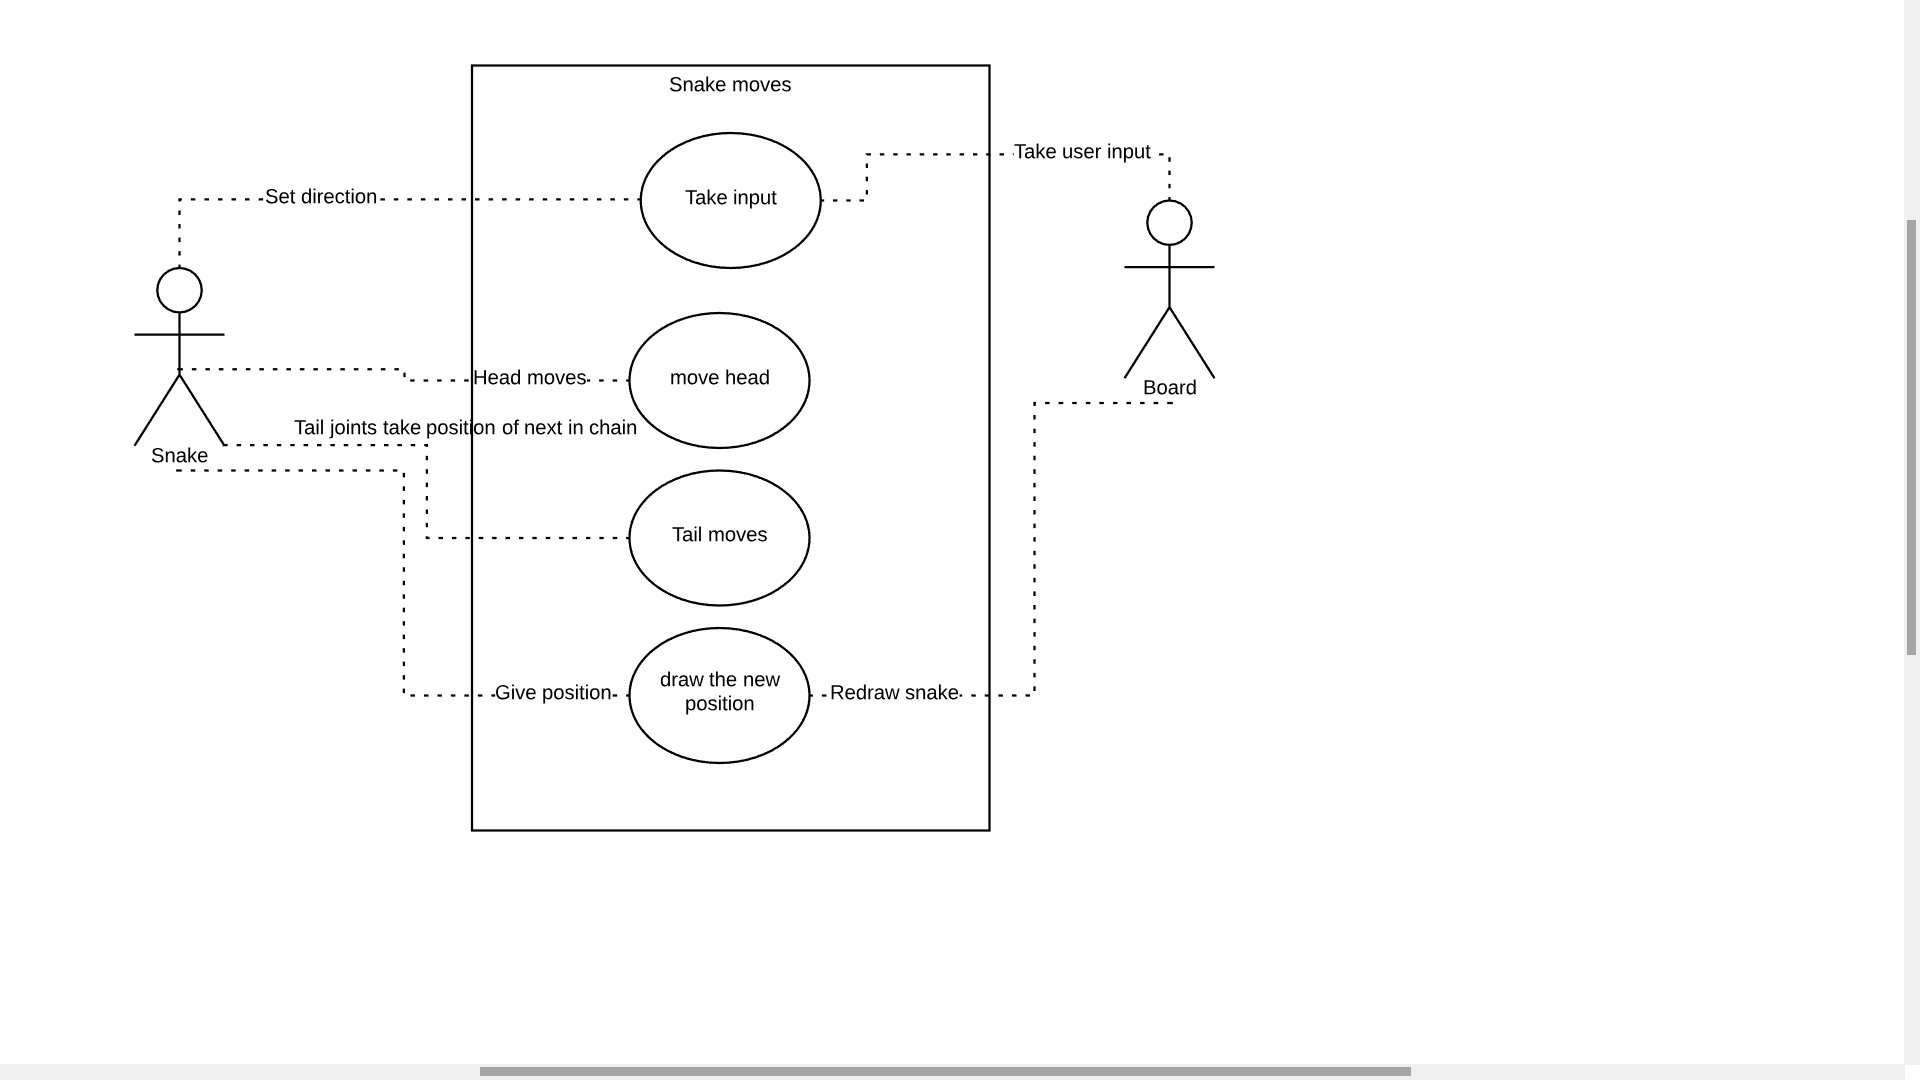 Snake moves
Take user input
Set direction
Take input
Head moves
move head
Board
Tail joints take position of next in chain
Snake
Tail moves
Give position
draw the new
position
Redraw snake